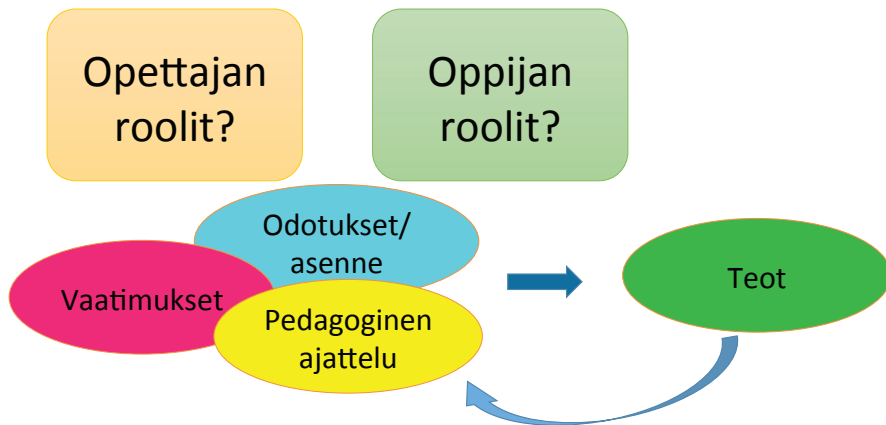 Opettajan
roolit?
Oppijan
roolit?
Odotukset/
asenne
Vaatimukset
Pedagoginen
ajattelu
Teot